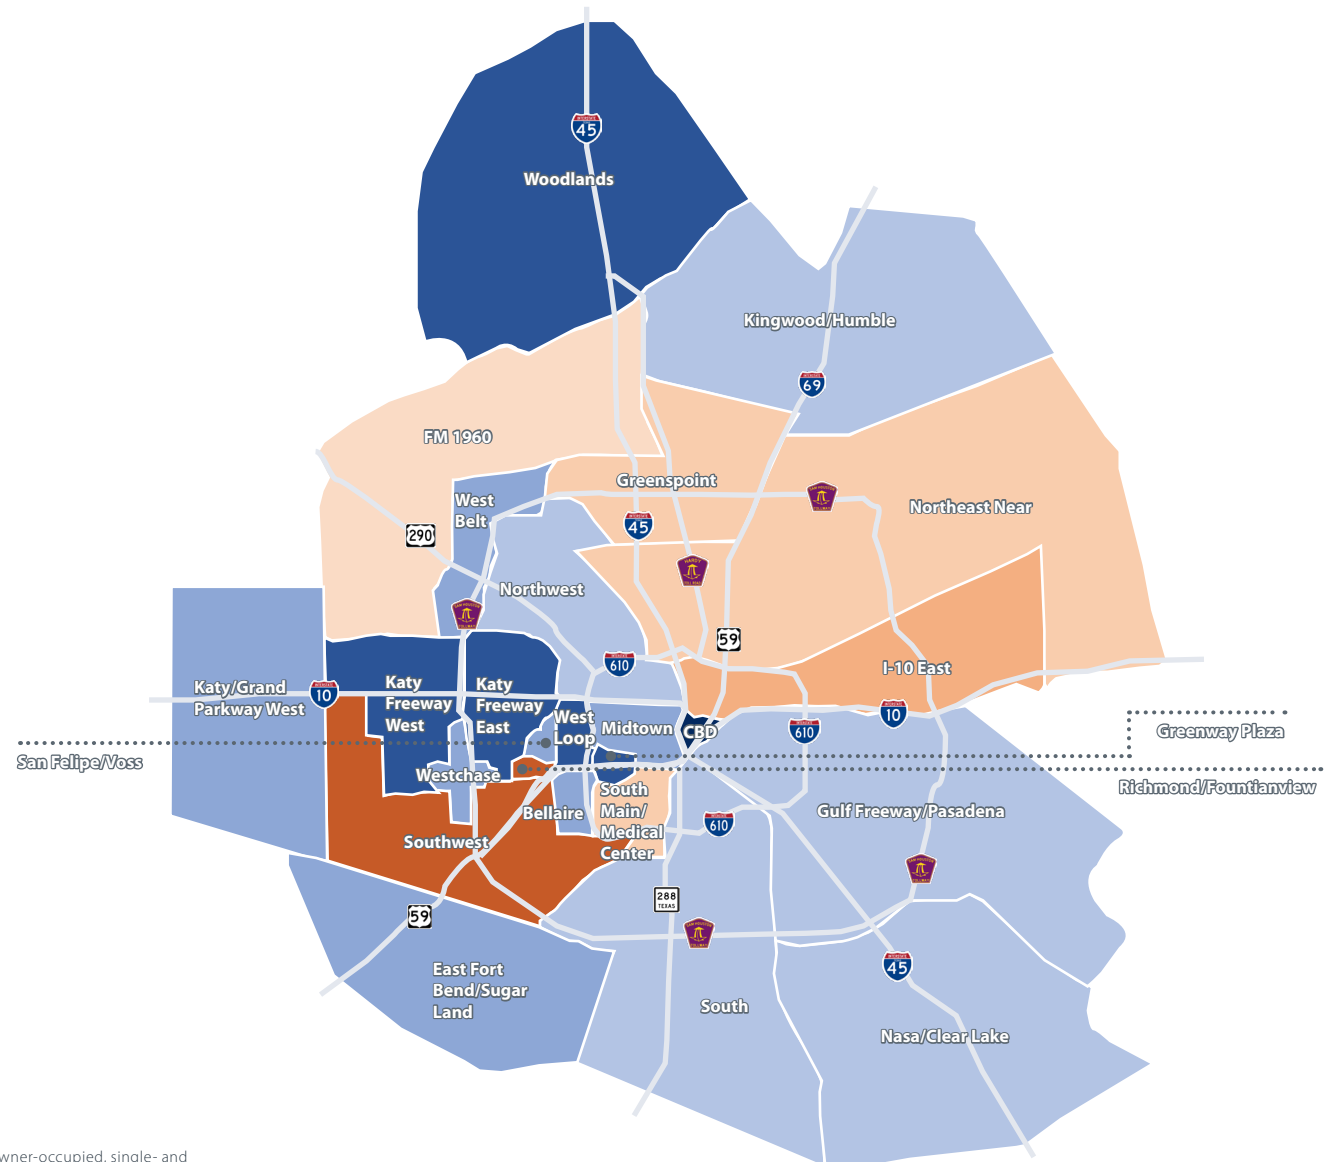 45
Woodlands
Kingwood/Humble
69
FM 1960
Greenspoint
West
Belt
Northeast Near
290
45
Northwest
59
610
I-10 East
Katy/Grand
Parkway West
10
Katy
Freeway
West
Katy
Freeway
East
West
Loop
Midtown
CBD
610
10
Greenway Plaza
San Felipe/Voss
Westchase
Richmond/Fountianview
South
Main/
Medical
Center
Bellaire
610
Gulf Freeway/Pasadena
Southwest
288
TEXAS
59
45
East Fort
Bend/Sugar
Land
South
Nasa/Clear Lake
wner-occupied, single- and